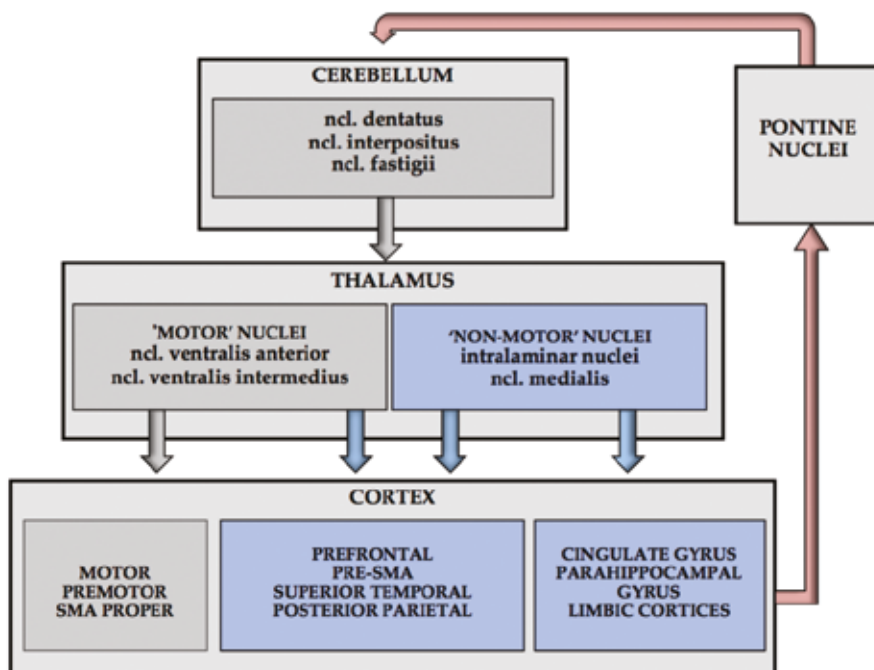 CEREBELLUM
ncl. dentatus
ncl. interpositus
ncl. fastigii
PONTINE
NUCLEI
THALAMUS
'MOTOR' NUCLEI
ncl. ventralis anterior
ncl. ventralis intermedius
'NON-MOTOR' NUCLEI
intralaminar nuclei
ncl. medialis
CORTEX
MOTOR
PREMOTOR
SMA PROPER
PREFRONTAL
PRE-SMA
SUPERIOR TEMPORAL
POSTERIOR PARIETAL
CINGULATE GYRUS
PARAHIPPOCAMPAL
GYRUS
LIMBIC CORTICES